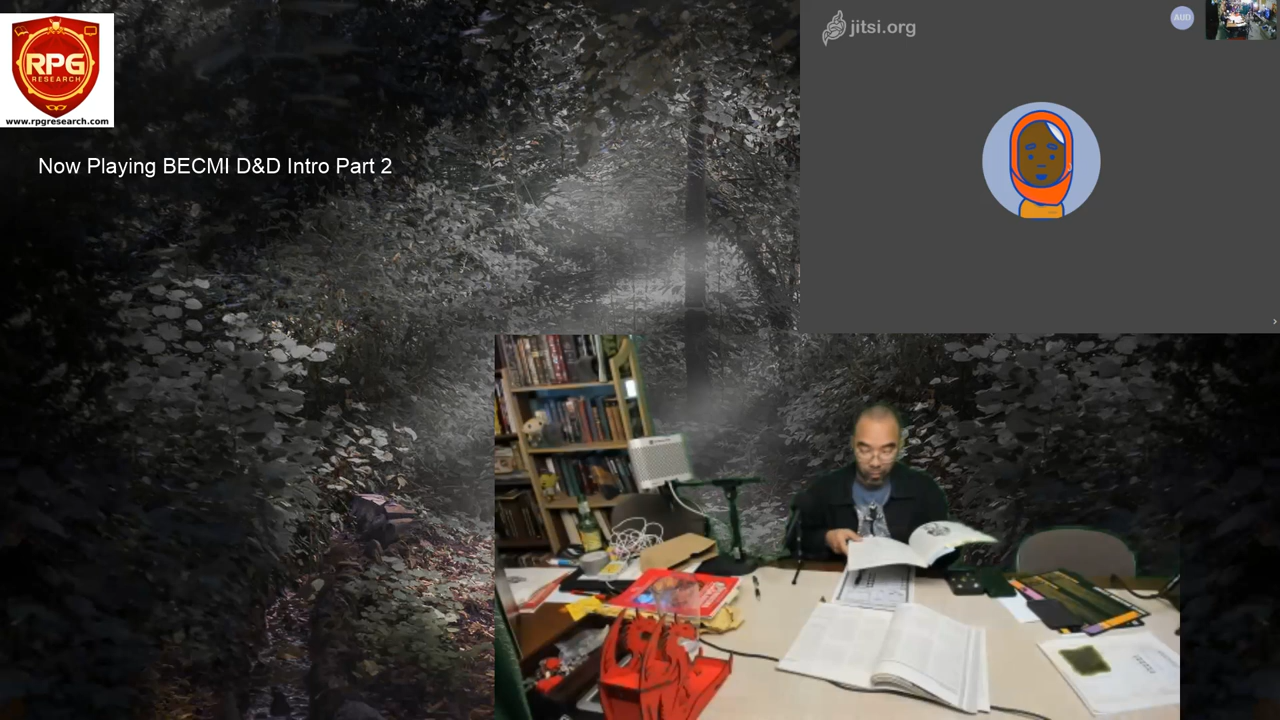 RPG
RESEARCH
www.rpgresearch.com
Now Playing BECMI D&D Intro Part 2
jitsi.org
AUD